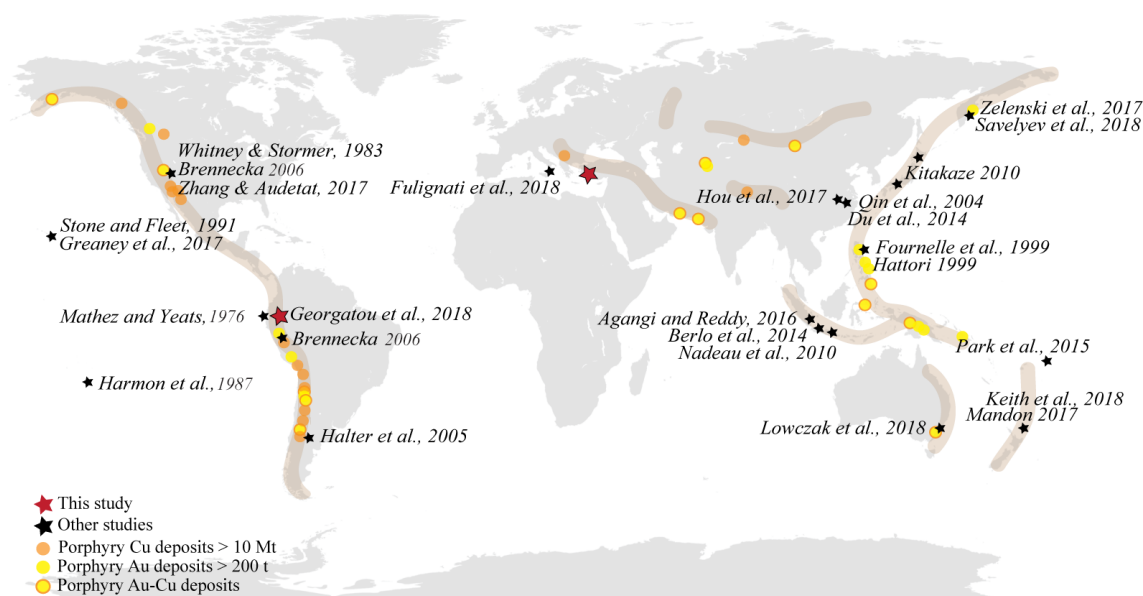 Zelenski et al., 2017
Savelyev et al., 2018
Whitney & Stormer, 1983
Brennecka 2006
Zhang & Audetat, 2017
Fulignati et al., 2018
Kitakaze 2010
Hou et al., 2017
Qin et al., 2004
Du et al., 2014
Stone and Fleet, 1991
Greaney et al., 2017
Fournelle et al., 1999
Hattori 1999
Mathez and Yeats, 1976
Georgatou et al., 2018
Brennecka 2006
Agangi and Reddy, 2016
Berlo et al., 2014
Nadeau et al., 2010
Park et al., 2015
Harmon et al., 1987
Keith et al., 2018
Mandon 2017
Halter et al., 2005
Lowczak et al., 2018
This study
Other studies
Porphyry Cu deposits > 10 Mt
Porphyry Au deposits > 200 t
Porphyry Au-Cu deposits